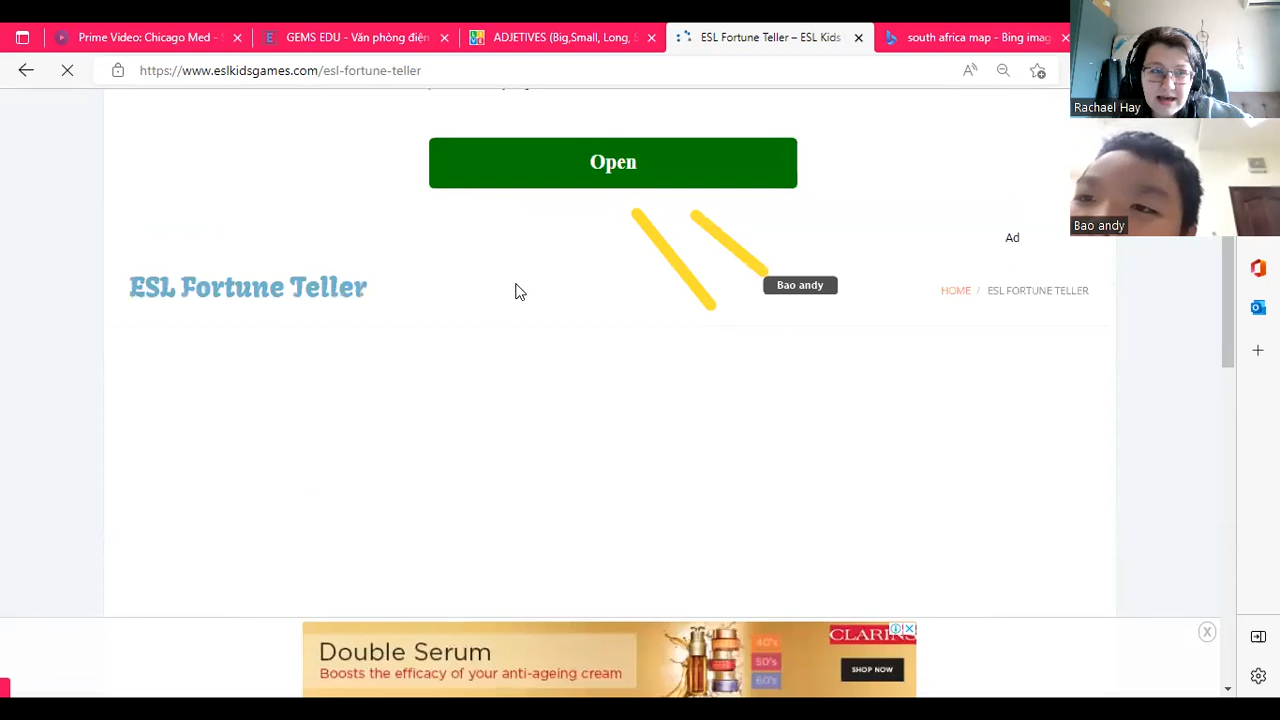 Prime Video: Chicago Med -
GEMS EDU - Văn phòng điện
ADJETIVES (Big,Small, Long,
ESL Fortune Teller – ESL Kids
south africa map - Bing imag
https://www.eslkidsgames.com/esl-fortune-teller
Rachael Hay
Open
Bao andy
Ad
Bao andy
ESL Fortune Teller
HOME / ESL FORTUNE TELLER
Double Serum
Boosts the efficacy of your anti-ageing cream
40's
50's
60's
CLARINS
SHOP NOW